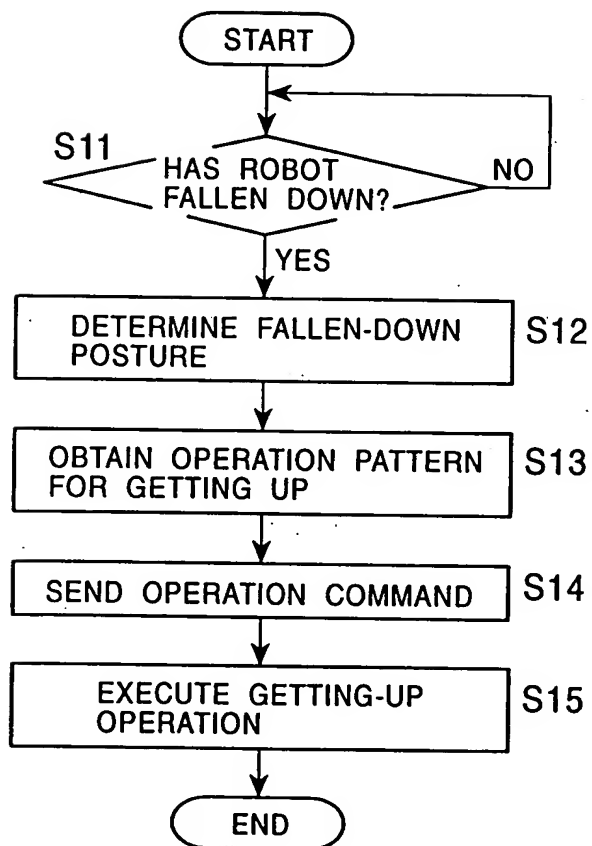 START
S11
HAS ROBOT
FALLEN DOWN?
NO
YES
DETERMINE FALLEN-DOWN
POSTURE
S12
OBTAIN OPERATION PATTERN
FOR GETTING UP
S13
SEND OPERATION COMMAND
S14
EXECUTE GETTING-UP
OPERATION
S15
END